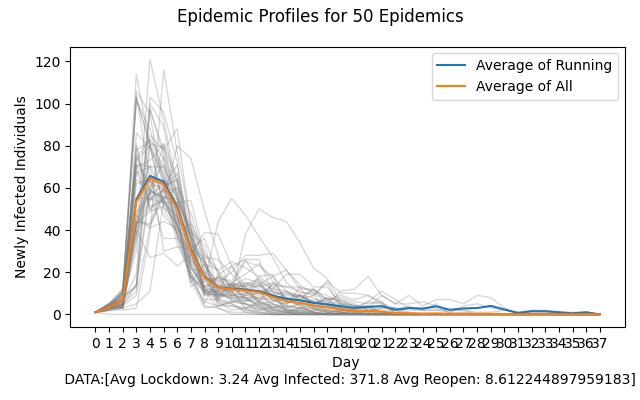 Epidemic Profiles for 50 Epidemics
Average of Running
Average of All
Newly Infected Individuals
120
100
80
60
40
20
0
0 1 2 3 4 5 6 7 8 9 10 11 12 13 14 15 16 17 18 19 20 21 22 23 24 25 26 27 28 29 30 31 32 33 34 35 36 37
Day
DATA:[Avg Lockdown: 3.24 Avg Infected: 371.8 Avg Reopen: 8.612244897959183]